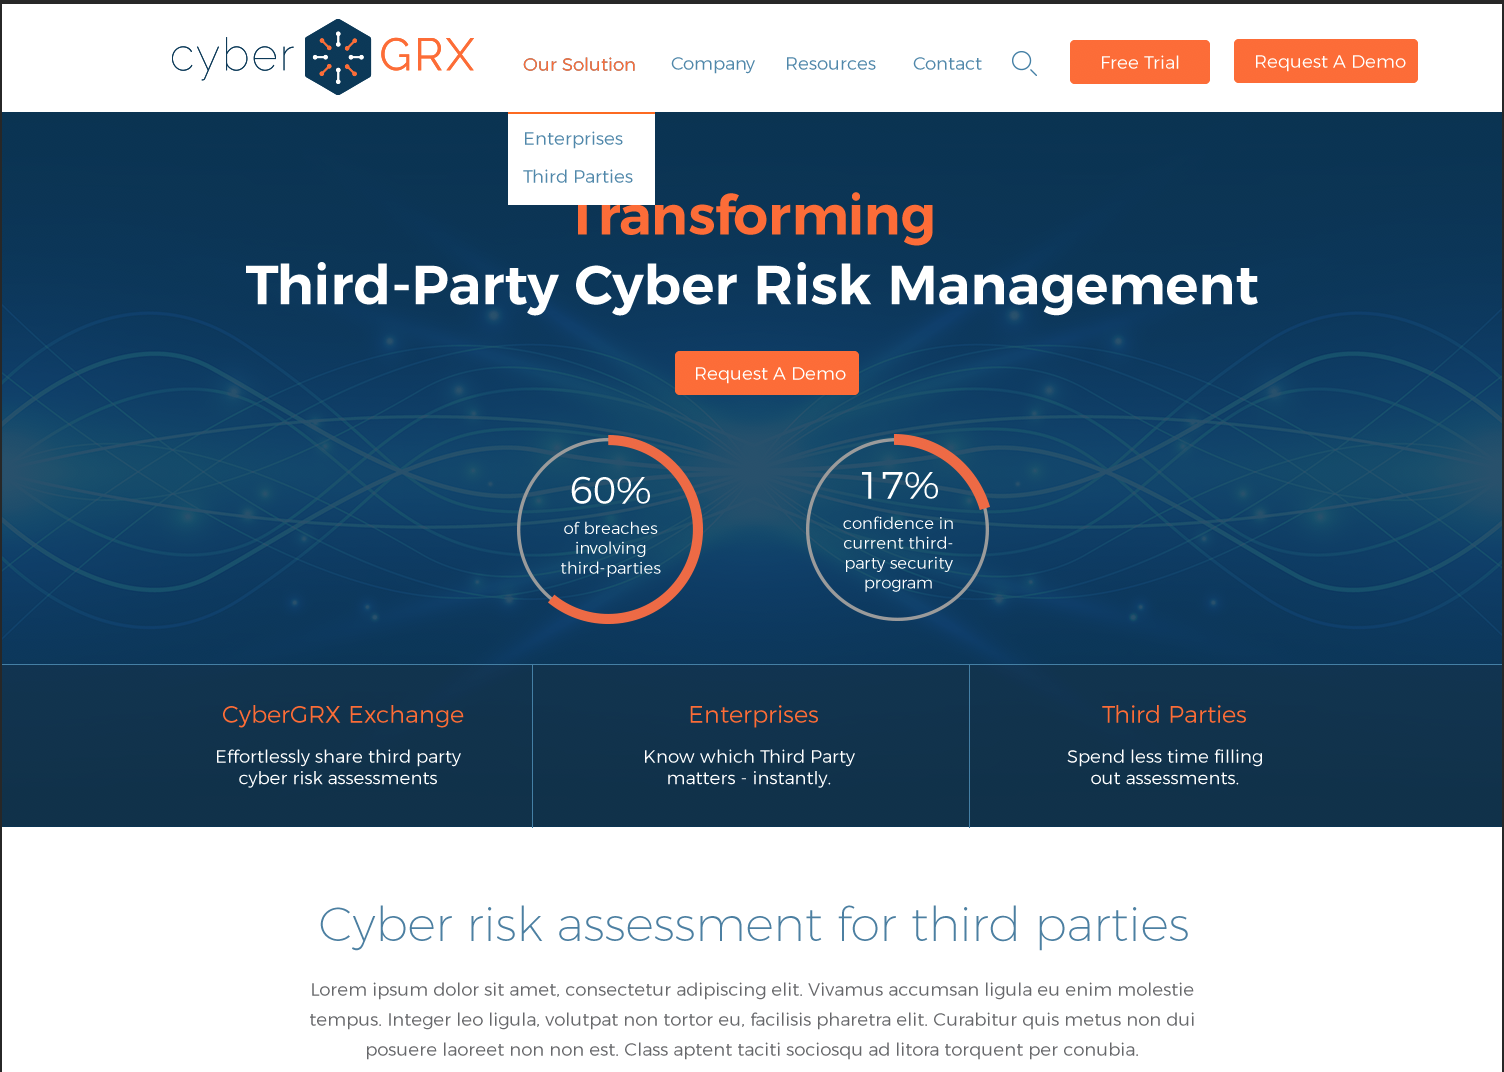 cyber GRX
Our Solution
Company
Resources
Contact
Free Trial
Request A Demo
Enterprises
Third Parties
Transforming
Third-Party Cyber Risk Management
Request A Demo
60%
of breaches
involving
third-parties
17%
confidence in
current third-
party security
program
CyberGRX Exchange
Effortlessly share third party
cyber risk assessments
Enterprises
Know which Third Party
matters - instantly.
Third Parties
Spend less time filling
out assessments.
Cyber risk assessment for third parties
Lorem ipsum dolor sit amet, consectetur adipiscing elit. Vivamus accumsan ligula eu enim molestie
tempus. Integer leo ligula, volutpat non tortor eu, facilisis pharetra elit. Curabitur quis metus non dui
posuere laoreet non non est. Class aptent taciti sociosqu ad litora torquent per conubia.